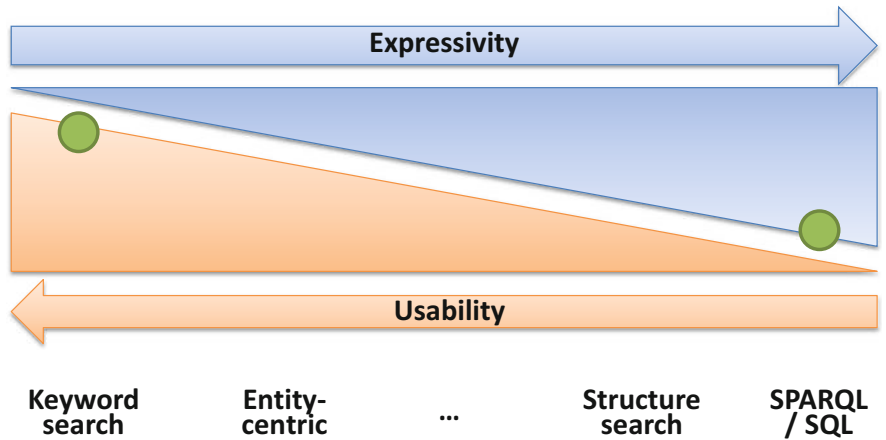 Expressivity
Usability
Keyword
search
Entity-
centric
...
Structure
search
SPARQL
/ SQL